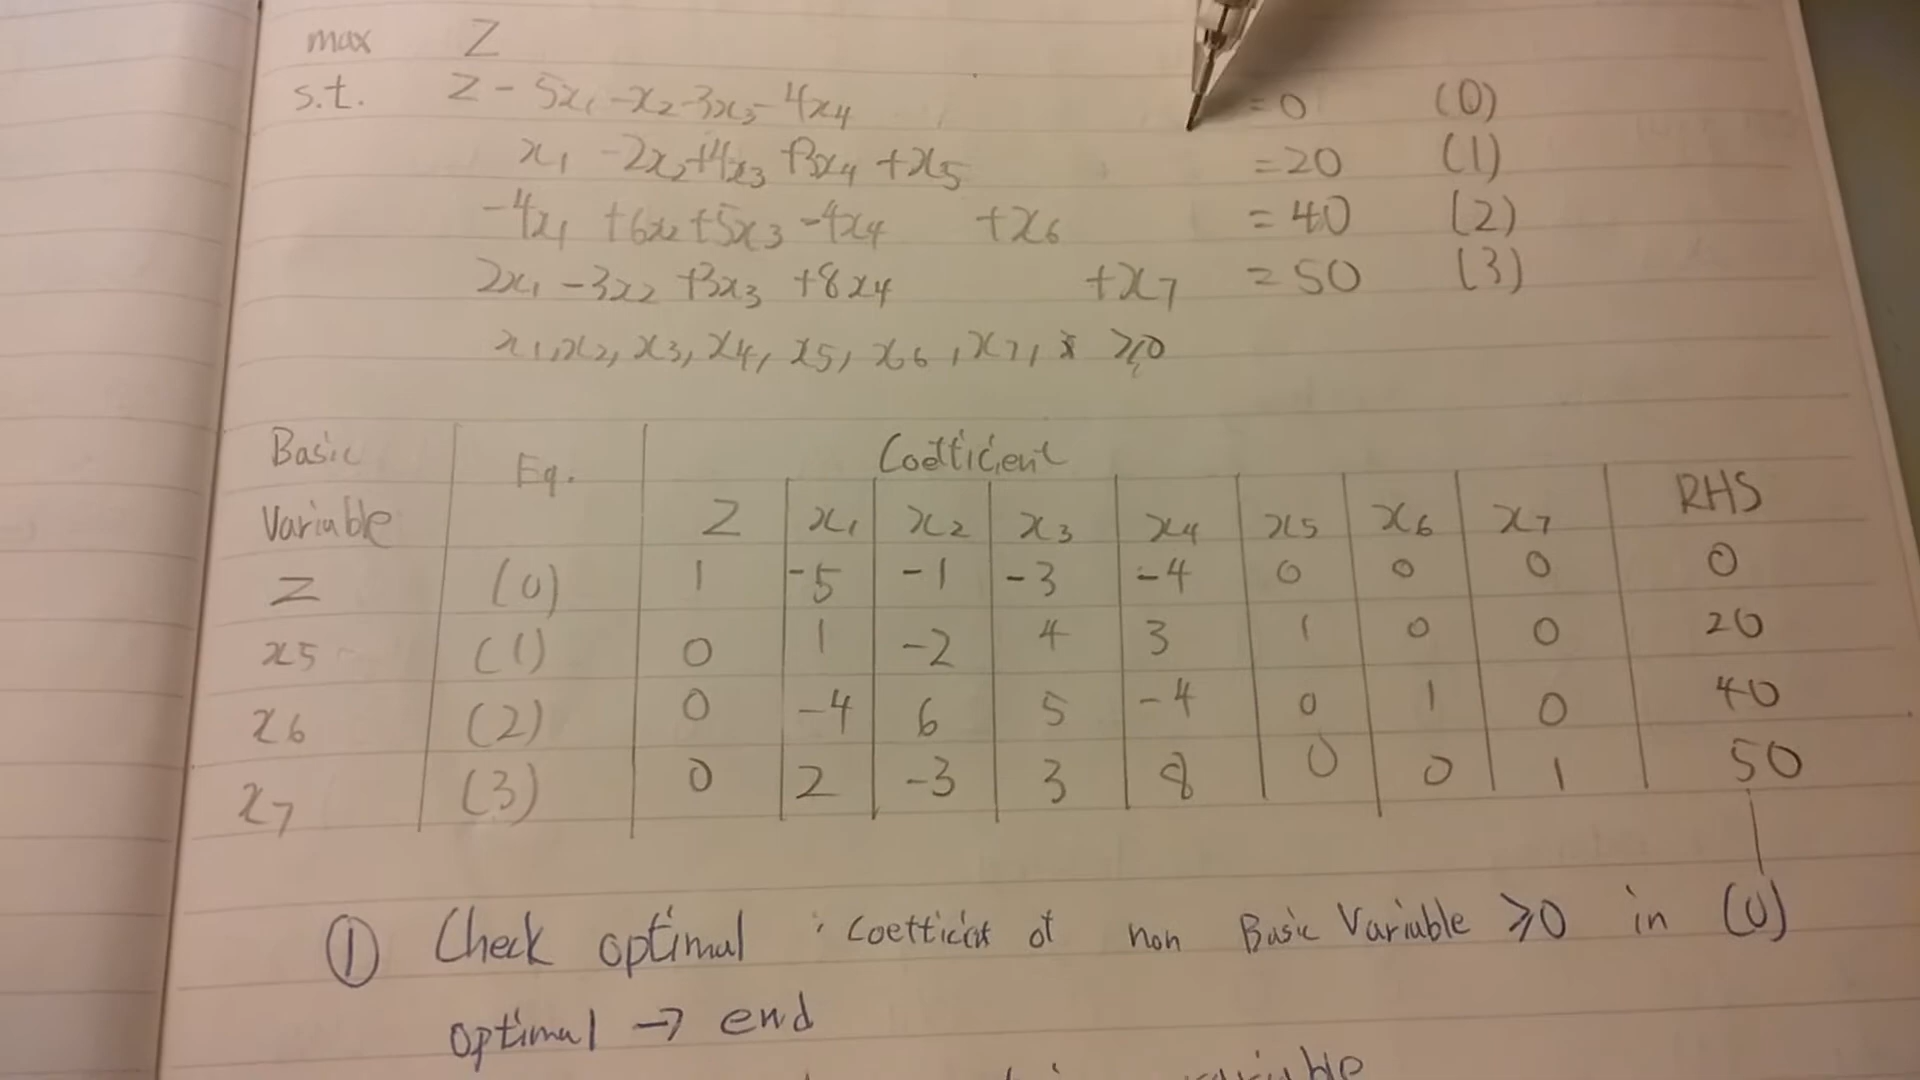 max Z
s.t. Z - 5x₁ - x₂ - 3x₃ - 4x₄ = 0 (0)
x₁ - 2x₂ + 4x₃ + 3x₄ + x₅ = 20 (1)
-4x₁ + 6x₂ + 5x₃ - 4x₄ + x₆ = 40 (2)
2x₁ - 3x₂ + 3x₃ + 8x₄ + x₇ = 50 (3)
x₁, x₂, x₃, x₄, x₅, x₆, x₇, ≥ 0
Basic Eq. Coefficient
Variable Z x₁ x₂ x₃ x₄ x₅ x₆ x₇ RHS
Z (0) 1 -5 -1 -3 -4 0 0 0 0
x₅ (1) 0 1 -2 4 3 1 0 0 20
x₆ (2) 0 -4 6 5 -4 0 1 0 40
x₇ (3) 0 2 -3 3 8 0 0 1 50
① Check optimal : Coefficient of non Basic Variable ≥0 in (0)
optimal → end
variable